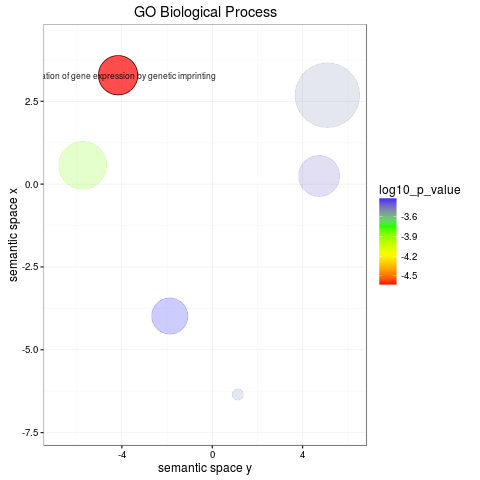 GO Biological Process
ation of gene expression by genetic imprinting
2.5
0.0
-2.5
-5.0
-7.5
semantic space x
-4
0
4
semantic space y
log10_p_value
-3.6
-3.9
-4.2
-4.5